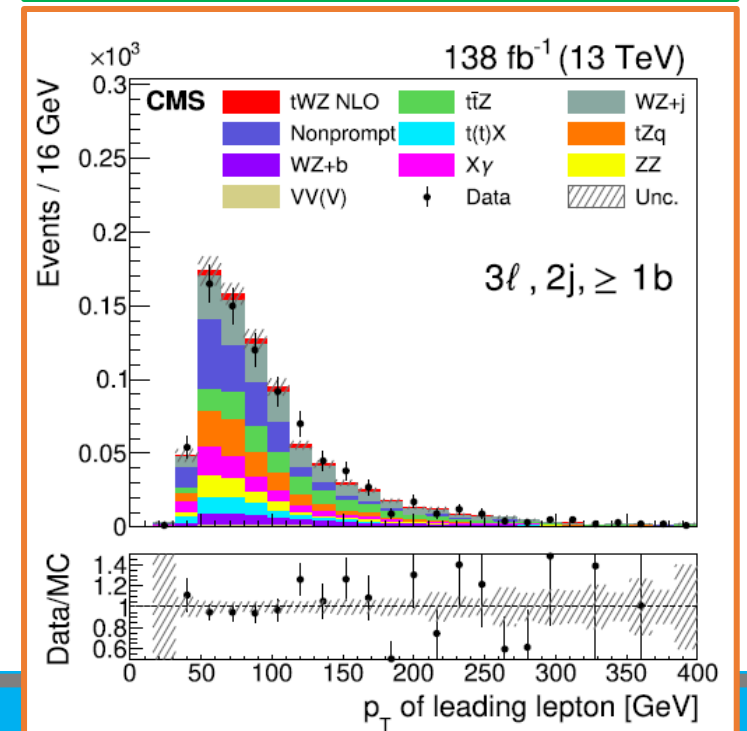 ×10³
138 fb⁻¹ (13 TeV)
CMS
tWZ NLO
tt̄Z
WZ+j
Nonprompt
t(t)X
tZq
WZ+b
Xγ
ZZ
VV(V)
Data
Unc.
3ℓ , 2j, ≥ 1b
Events / 16 GeV
0.3
0.25
0.2
0.15
0.1
0.05
0
Data/MC
1.4
1.2
1
0.8
0.6
0 50 100 150 200 250 300 350 400
p_T of leading lepton [GeV]